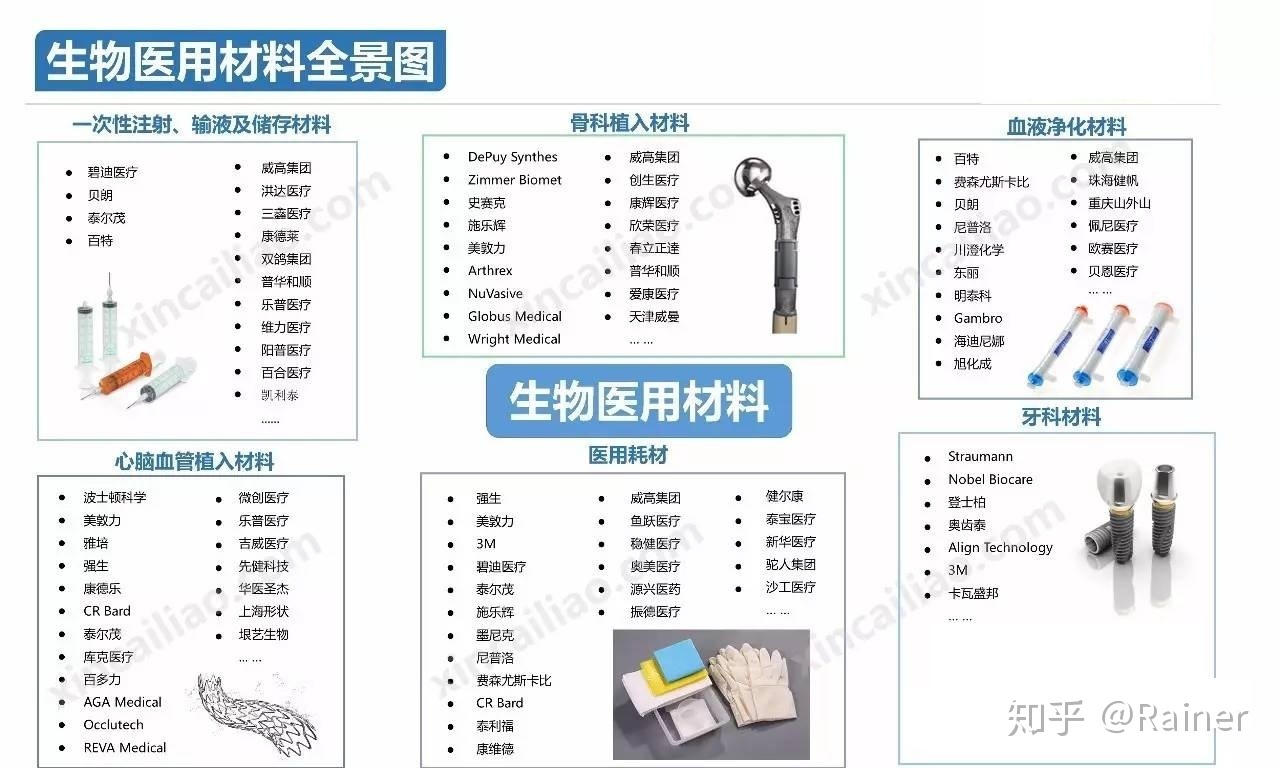 生物医用材料全景图
一次性注射、输液及储存材料
碧迪医疗
贝朗
泰尔茂
百特
威高集团
洪达医疗
三鑫医疗
康德莱
双鸽集团
普华和顺
乐普医疗
维力医疗
阳普医疗
百合医疗
凯利泰
......
骨科植入材料
DePuy Synthes
Zimmer Biomet
史赛克
施乐辉
美敦力
Arthrex
NuVasive
Globus Medical
Wright Medical
威高集团
创生医疗
康辉医疗
欣荣医疗
春立正達
普华和顺
爱康医疗
天津威曼
... ...
血液净化材料
百特
费森尤斯卡比
贝朗
尼普洛
川澄化学
东丽
明泰科
Gambro
海迪尼娜
旭化成
威高集团
珠海健帆
重庆山外山
佩尼医疗
欧赛医疗
贝恩医疗
... ...
生物医用材料
心脑血管植入材料
波士顿科学
美敦力
雅培
强生
康德乐
CR Bard
泰尔茂
库克医疗
百多力
AGA Medical
Occlutech
REVA Medical
微创医疗
乐普医疗
吉威医疗
先健科技
华医圣杰
上海形状
垠艺生物
... ...
医用耗材
强生
美敦力
3M
碧迪医疗
泰尔茂
施乐辉
墨尼克
尼普洛
费森尤斯卡比
CR Bard
泰利福
康维德
威高集团
鱼跃医疗
稳健医疗
奥美医疗
源兴医药
振德医疗
健尔康
泰宝医疗
新华医疗
驼人集团
沙工医疗
... ...
牙科材料
Straumann
Nobel Biocare
登士柏
奥齿泰
Align Technology
3M
卡瓦盛邦
... ...
xincailiao.com
xincailiao.com
xincailiao.com
xincailiao.com
xincailiao.com
xincailiao.com
知乎 @Rainer